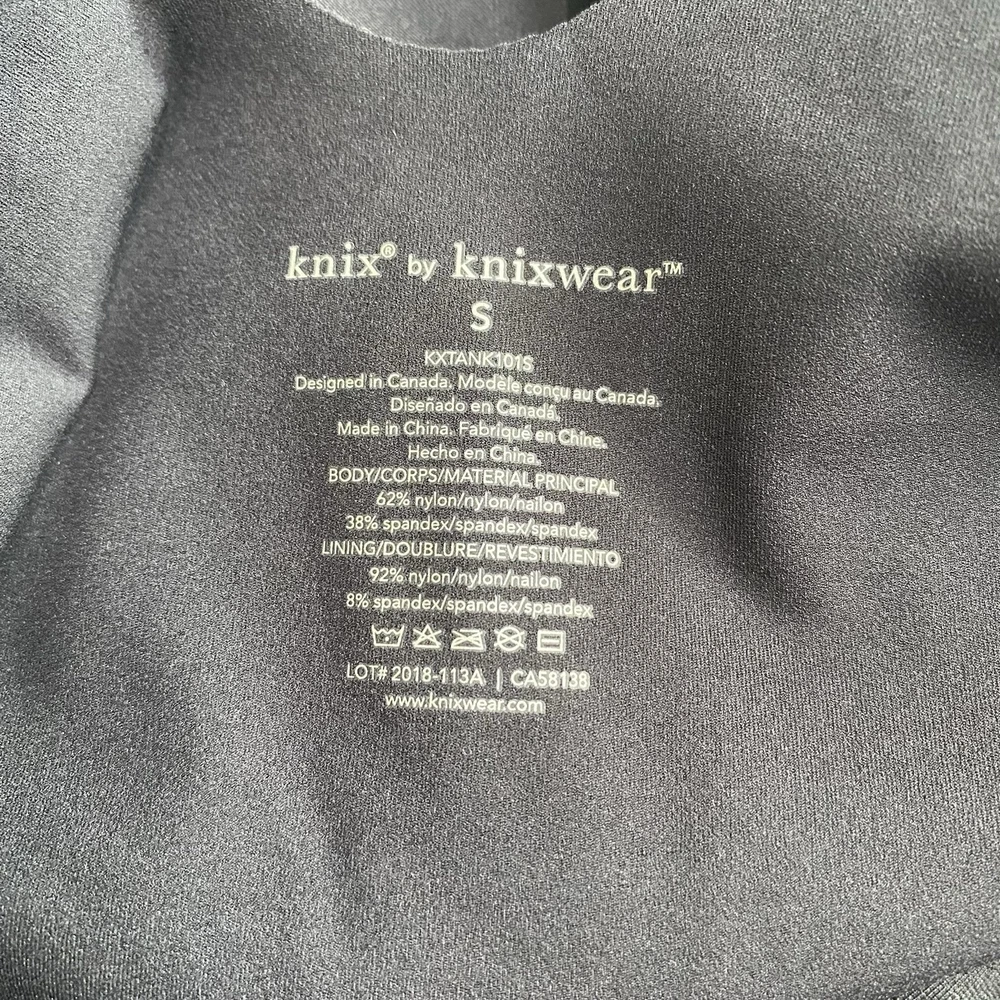 knix® by knixwear™
S
KXTANK101S
Designed in Canada. Modèle conçu au Canada.
Diseñado en Canadá.
Made in China. Fabriqué en Chine.
Hecho en China.
BODY/CORPS/MATERIAL PRINCIPAL
62% nylon/nylon/nailon
38% spandex/spandex/spandex
LINING/DOUBLURE/REVESTIMIENTO
92% nylon/nylon/nailon
8% spandex/spandex/spandex
LOT# 2018-113A | CA58138
www.knixwear.com